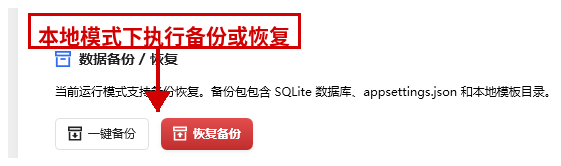 本地模式下执行备份或恢复
数据备份 / 恢复
当前运行模式支持备份恢复。备份包包含 SQLite 数据库、appsettings.json 和本地模板目录。
一键备份
恢复备份